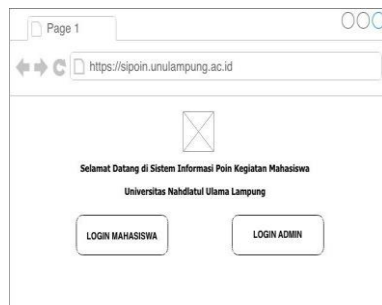 Page 1
https://sipoin.unulampung.ac.id
Selamat Datang di Sistem Informasi Poin Kegiatan Mahasiswa
Universitas Nahdlatul Ulama Lampung
LOGIN MAHASISWA
LOGIN ADMIN